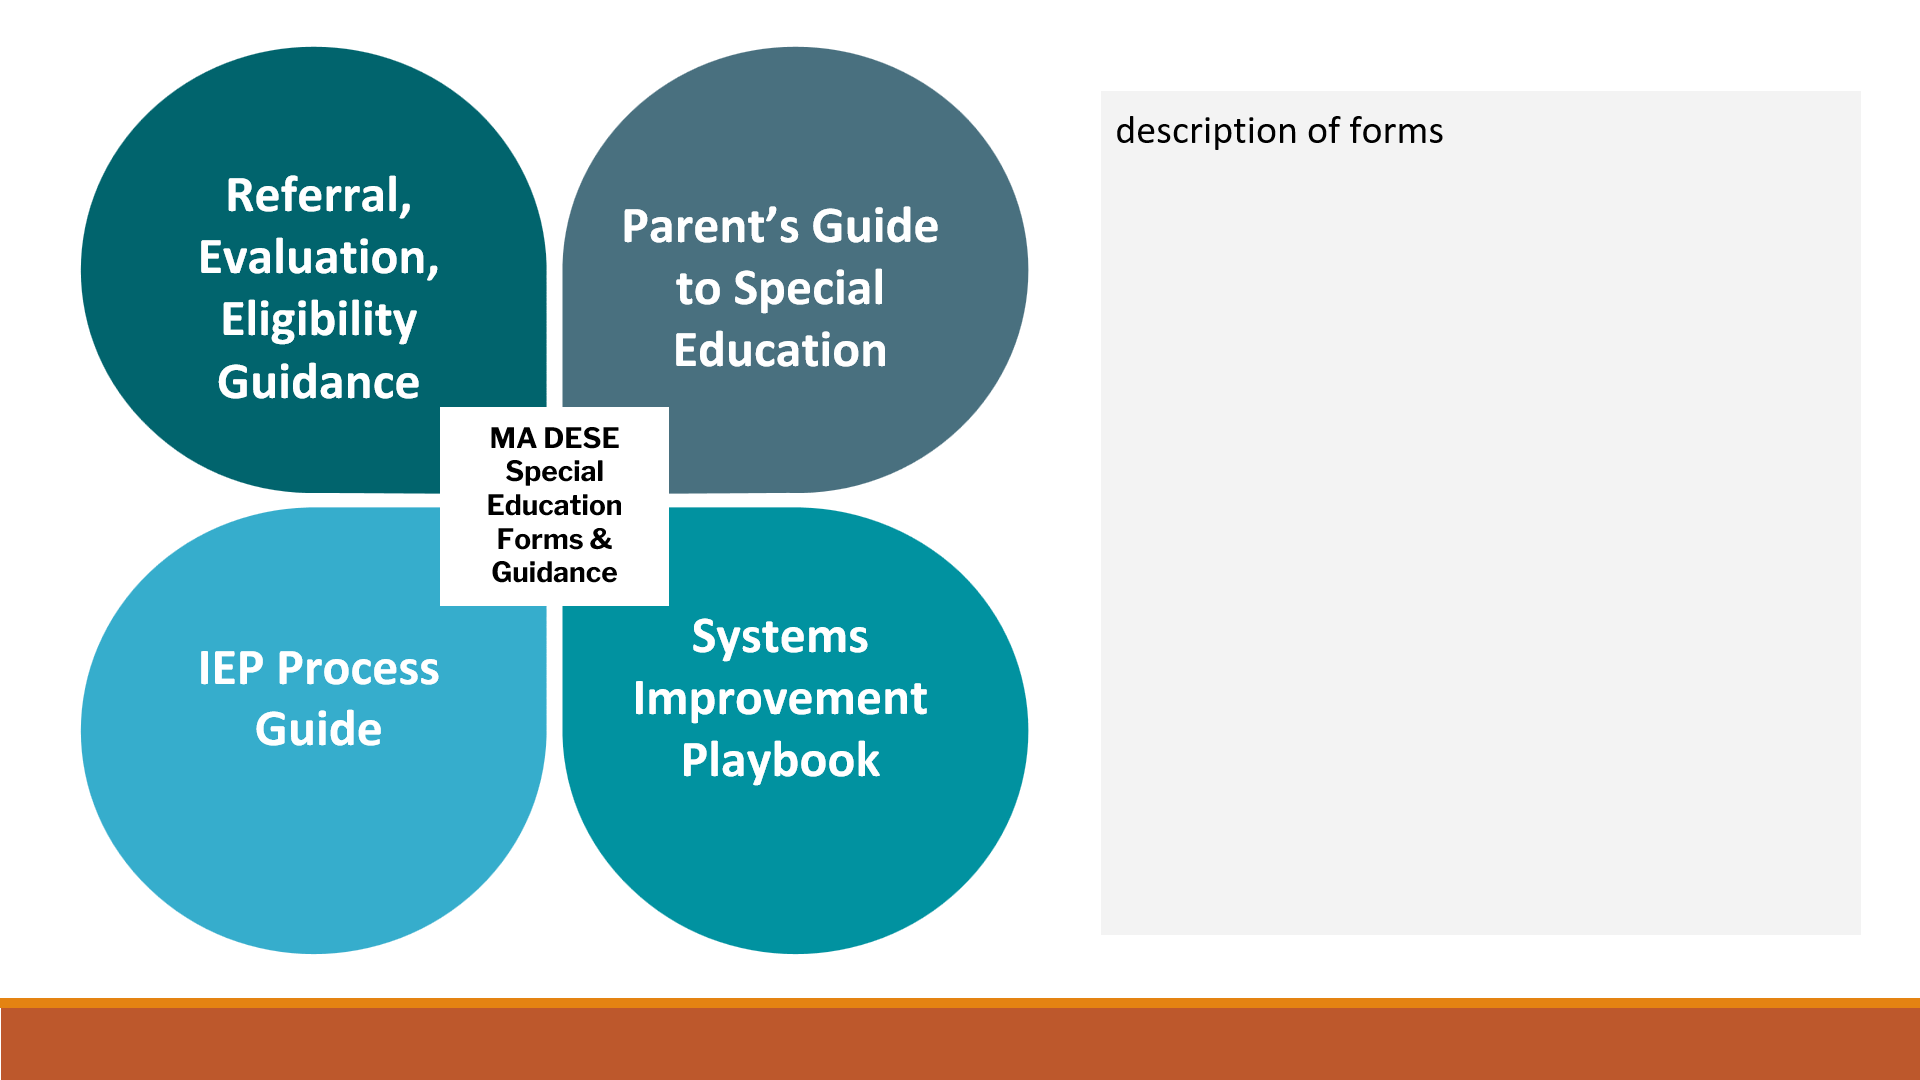 Referral,
Evaluation,
Eligibility
Guidance
Parent’s Guide
to Special
Education
MA DESE
Special
Education
Forms &
Guidance
IEP Process
Guide
Systems
Improvement
Playbook
description of forms